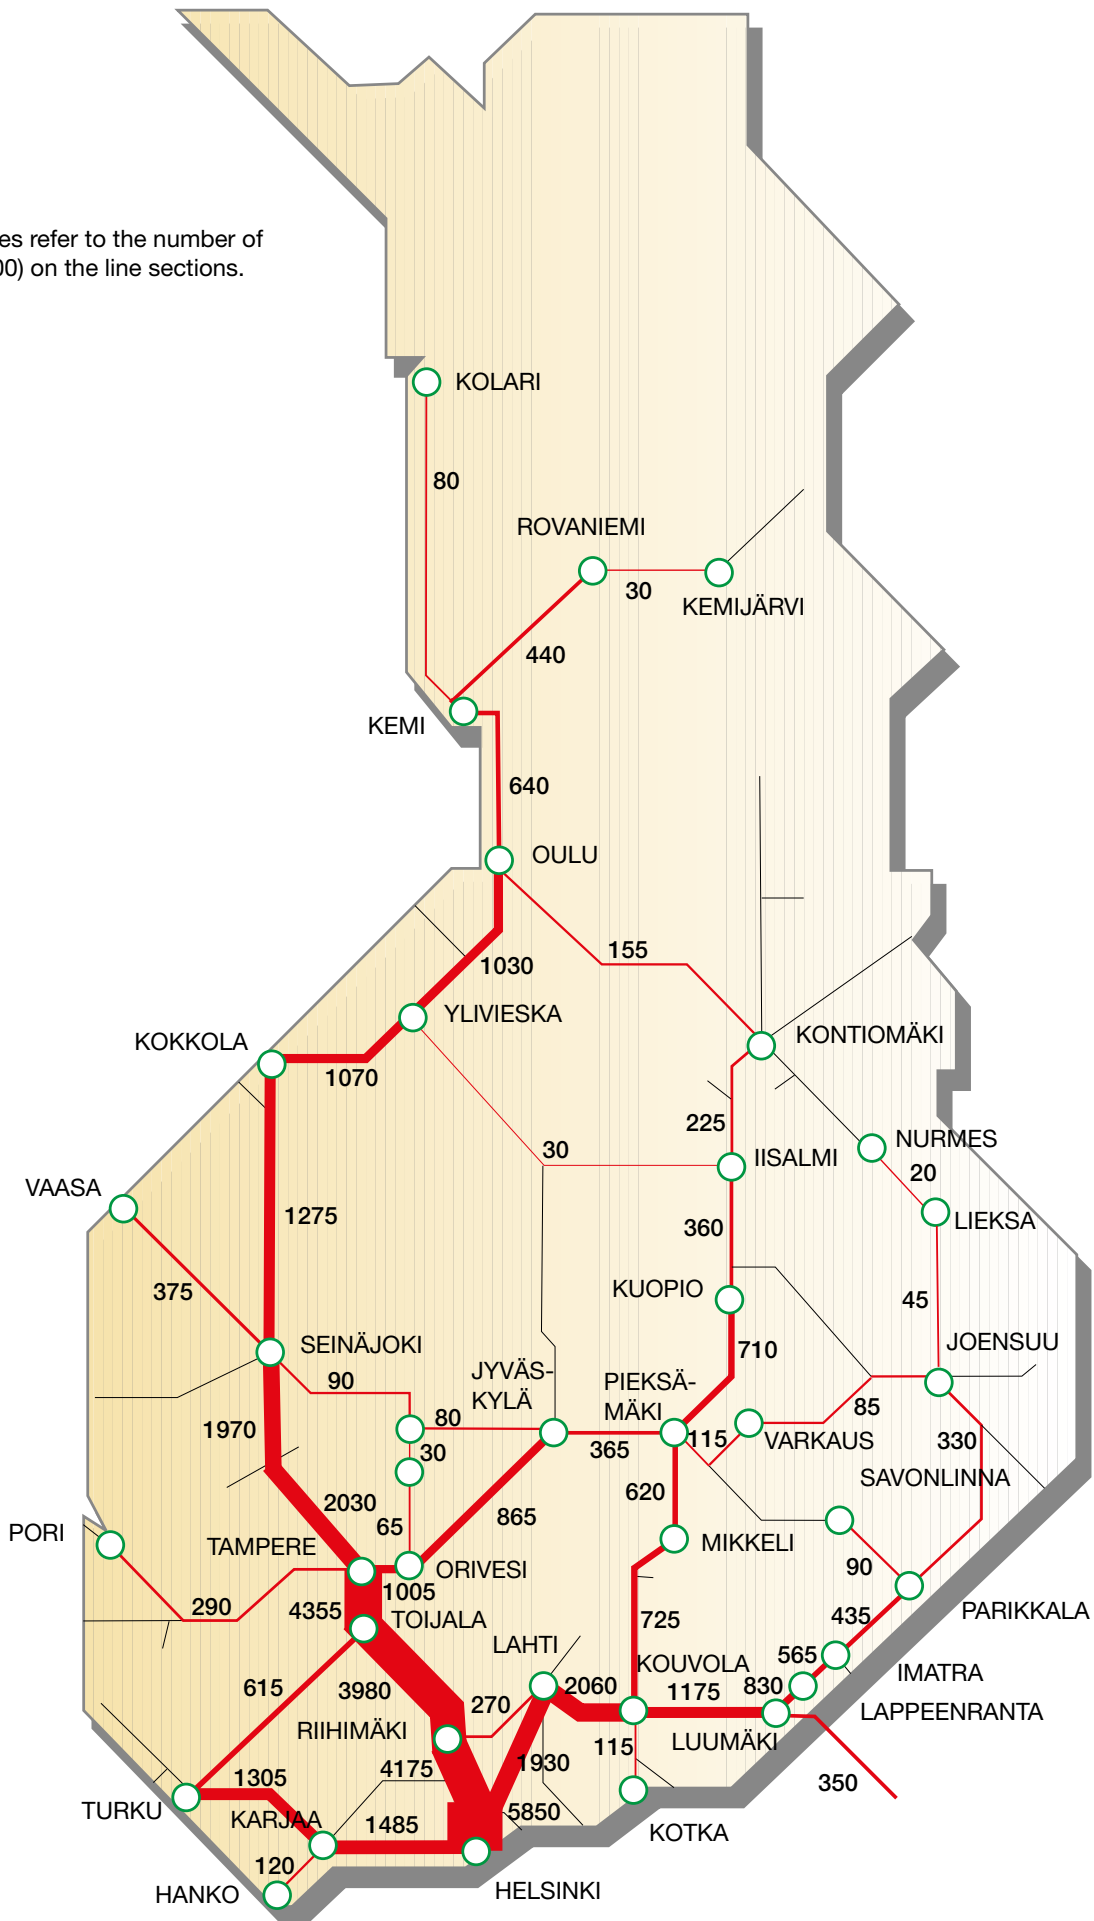 es refer to the number of
00) on the line sections.
KOLARI
80
ROVANIEMI
30
KEMIJÄRVI
440
KEMI
640
OULU
155
1030
YLIVIESKA
KOKKOLA
KONTIOMÄKI
1070
225
NURMES
30
IISALMI
20
VAASA
1275
LIEKSA
360
375
KUOPIO
45
SEINÄJOKI
710
JOENSUU
90
JYVÄS-
KYLÄ
PIEKSÄ-
MÄKI
85
1970
80
115
VARKAUS
330
30
365
SAVONLINNA
2030
620
865
65
PORI
TAMPERE
MIKKELI
ORIVESI
90
1005
290
4355
TOIJALA
725
435
PARIKKALA
LAHTI
565
KOUVOLA
IMATRA
615
3980
2060
1175
830
270
LAPPEENRANTA
RIIHIMÄKI
LUUMÄKI
115
4175
1930
1305
350
TURKU
KARJAA
5850
1485
KOTKA
120
HANKO
HELSINKI